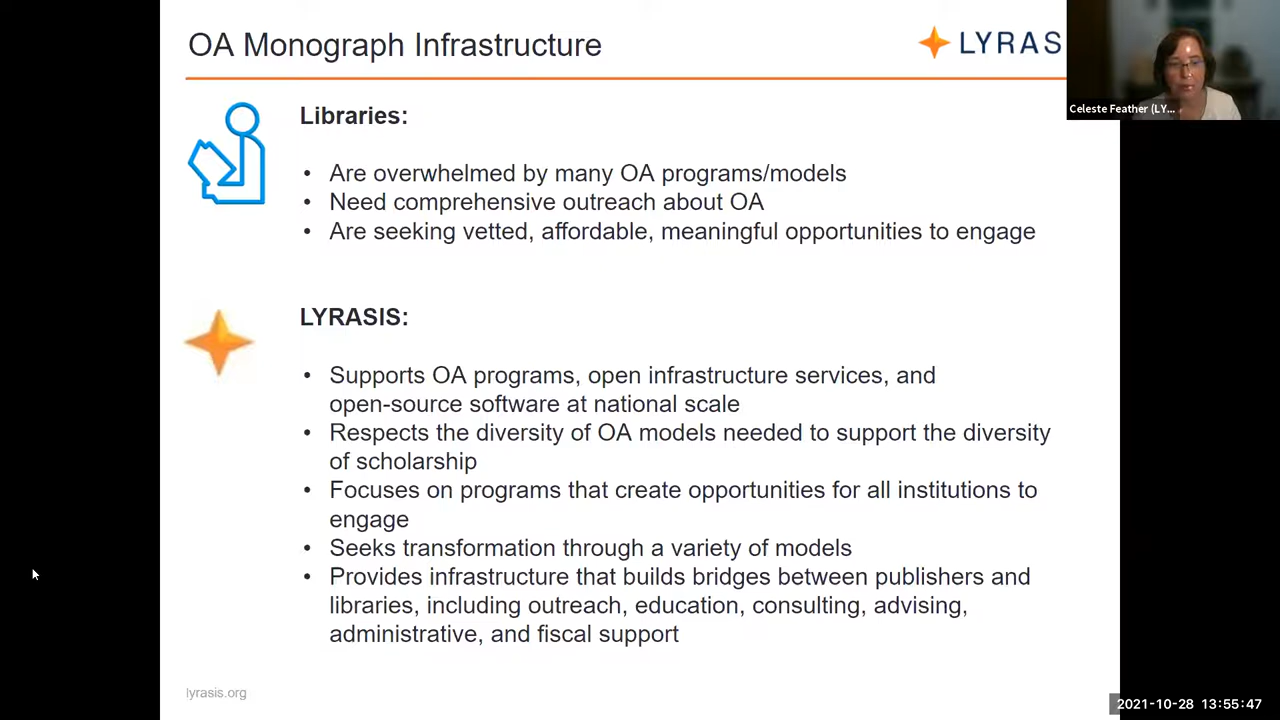 OA Monograph Infrastructure
LYRAS
Celeste Feather (LY...
Libraries:
• Are overwhelmed by many OA programs/models
• Need comprehensive outreach about OA
• Are seeking vetted, affordable, meaningful opportunities to engage
LYRASIS:
• Supports OA programs, open infrastructure services, and
open-source software at national scale
• Respects the diversity of OA models needed to support the diversity
of scholarship
• Focuses on programs that create opportunities for all institutions to
engage
• Seeks transformation through a variety of models
• Provides infrastructure that builds bridges between publishers and
libraries, including outreach, education, consulting, advising,
administrative, and fiscal support
lyrasis.org
2021-10-28 13:55:47